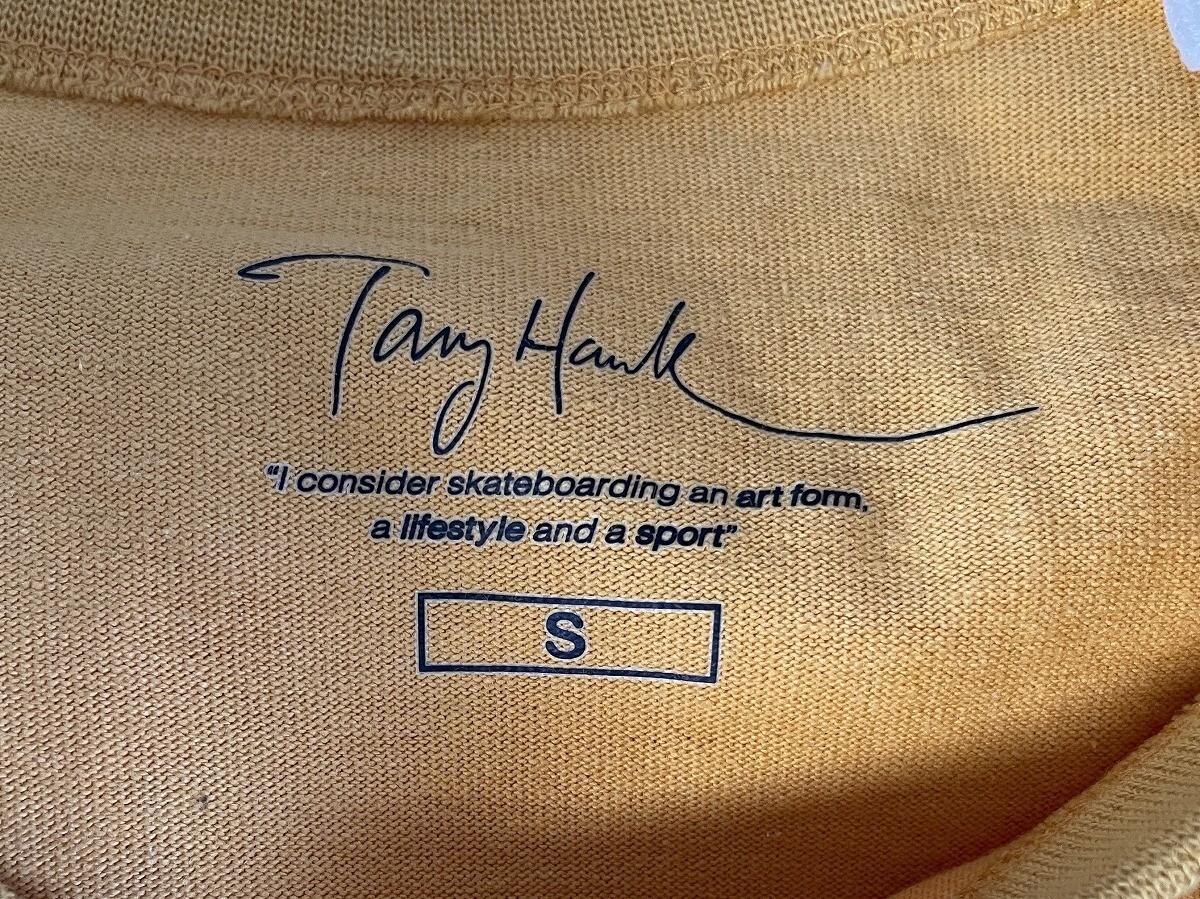 Tony Hawk
“I consider skateboarding an art form,
a lifestyle and a sport”
S